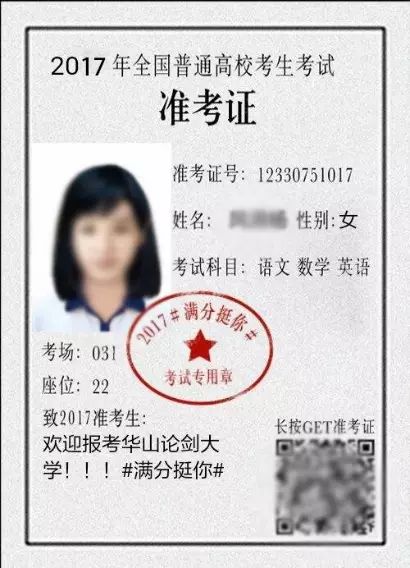 2017年全国普通高校考生考试
准考证
准考证号: 12330751017
姓名: 性别:女
考试科目: 语文 数学 英语
2017#满分挺你#
考试专用章
考场: 031
座位: 22
致2017准考生:
欢迎报考华山论剑大
学！！！#满分挺你#
长按GET准考证